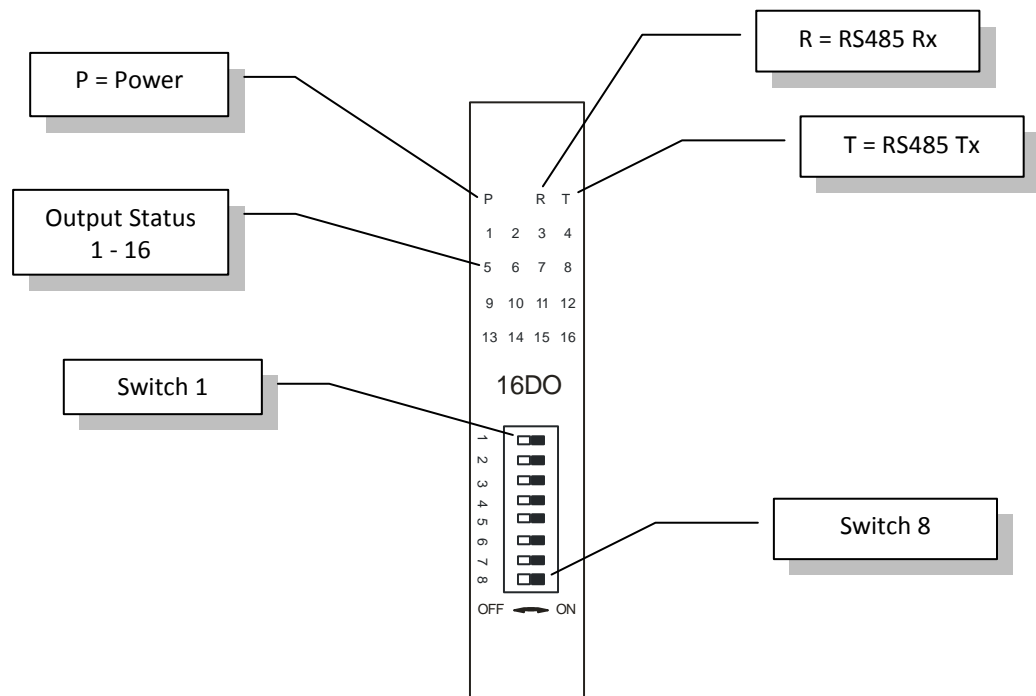 R = RS485 Rx
P = Power
T = RS485 Tx
P R T
Output Status
1 - 16
1 2 3 4
5 6 7 8
9 10 11 12
13 14 15 16
Switch 1
16DO
1
2
3
4
5
6
7
8
Switch 8
OFF ON